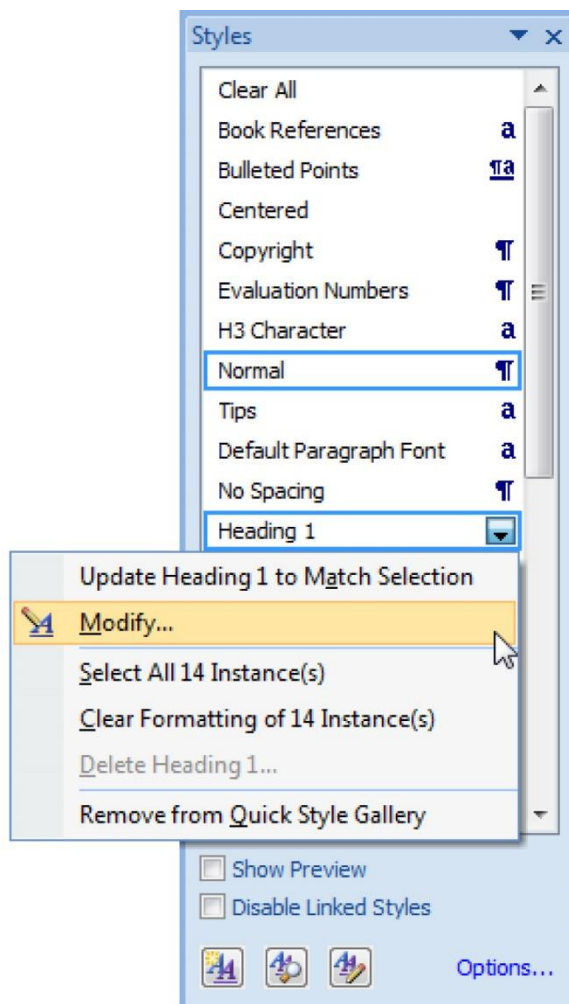 Styles
Clear All
Book References a
Bulleted Points ¶a
Centered
Copyright ¶
Evaluation Numbers ¶
H3 Character a
Normal ¶
Tips a
Default Paragraph Font a
No Spacing ¶
Heading 1
Update Heading 1 to Match Selection
Modify...
Select All 14 Instance(s)
Clear Formatting of 14 Instance(s)
Delete Heading 1...
Remove from Quick Style Gallery
Show Preview
Disable Linked Styles
Options...